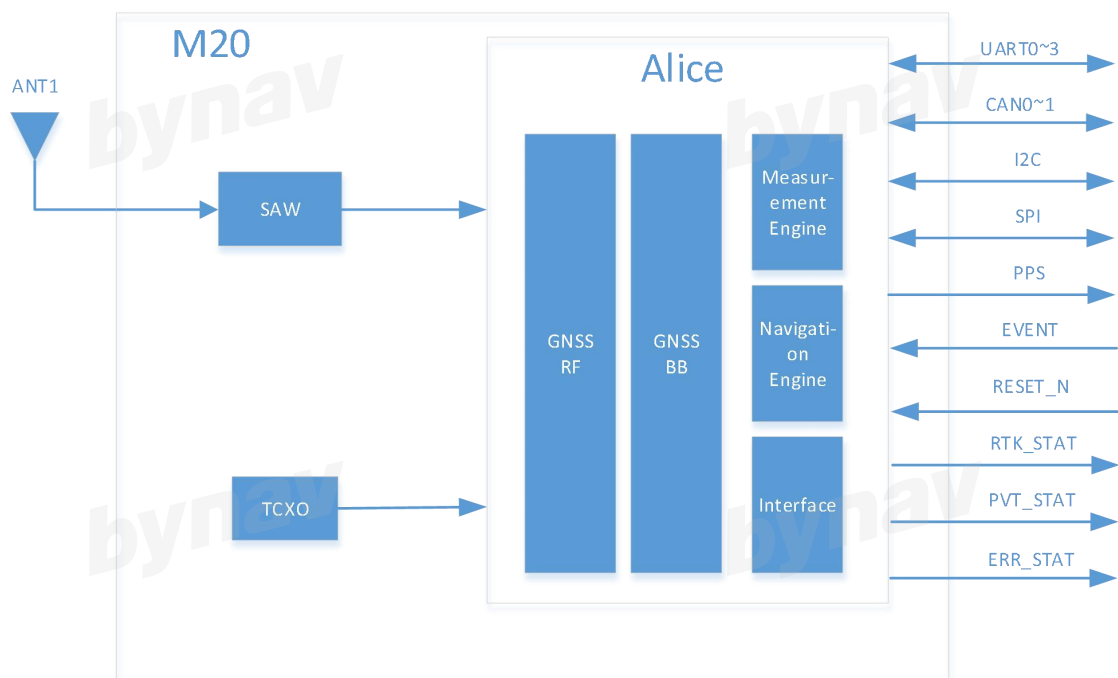 M20
Alice
ANT1
SAW
TCXO
GNSS
RF
GNSS
BB
Measur-
ement
Engine
Navigati-
on
Engine
Interface
UART0~3
CAN0~1
I2C
SPI
PPS
EVENT
RESET_N
RTK_STAT
PVT_STAT
ERR_STAT
bynav
bynav
bynav
bynav